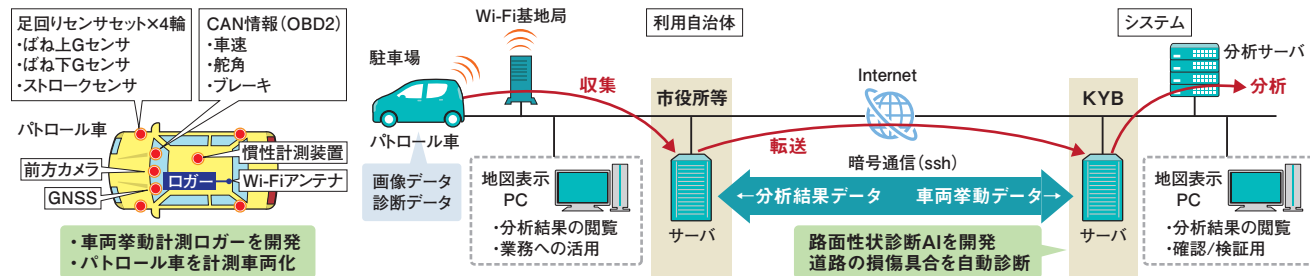 足回りセンサセット×4輪
・ばね上Gセンサ
・ばね下Gセンサ
・ストロークセンサ
CAN情報（OBD2）
・車速
・舵角
・ブレーキ
パトロール車
前方カメラ
GNSS
ロガー
慣性計測装置
Wi-Fiアンテナ
・車両挙動計測ロガーを開発
・パトロール車を計測車両化
Wi-Fi基地局
駐車場
パトロール車
画像データ
診断データ
収集
利用自治体
市役所等
サーバ
地図表示
PC
・分析結果の閲覧
・業務への活用
Internet
転送
暗号通信（ssh）
←分析結果データ
車両挙動データ→
路面性状診断AIを開発
道路の損傷具合を自動診断
システム
KYB
サーバ
分析サーバ
分析
地図表示
PC
・分析結果の閲覧
・確認/検証用